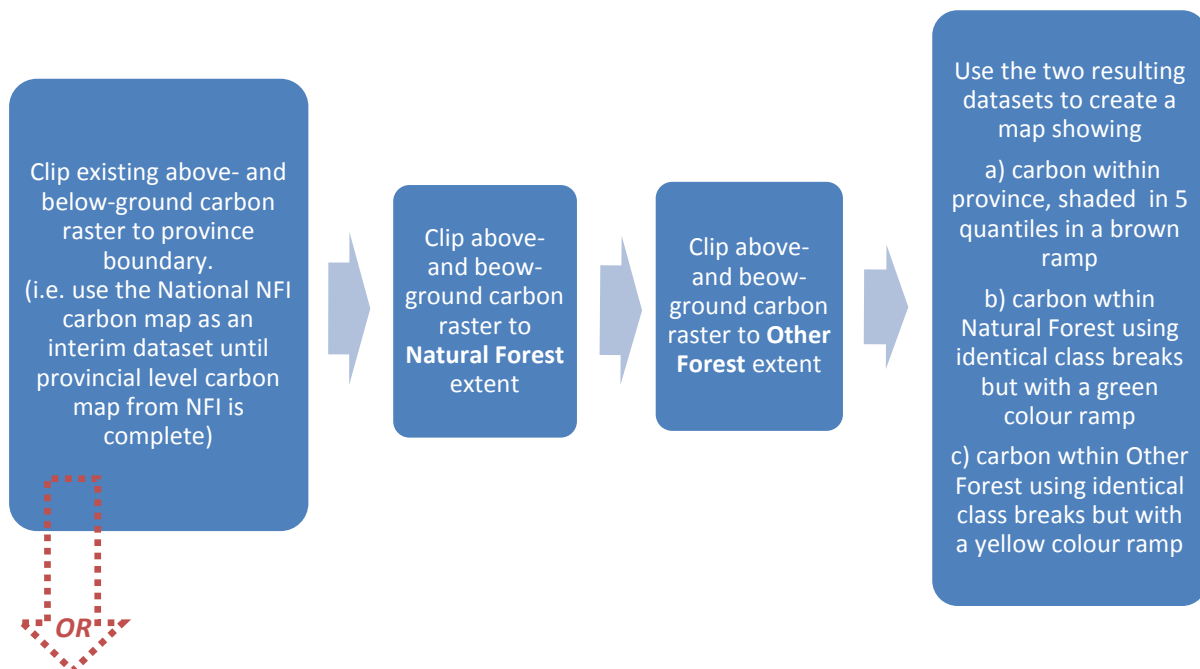 Clip existing above- and
below-ground carbon
raster to province
boundary.
(i.e. use the National NFI
carbon map as an
interim dataset until
provincial level carbon
map from NFI is
complete)
OR
Clip above-
and beow-
ground carbon
raster to
Natural Forest
extent
Clip above-
and beow-
ground carbon
raster to Other
Forest extent
Use the two resulting
datasets to create a
map showing
a) carbon within
province, shaded in 5
quantiles in a brown
ramp
b) carbon wthin
Natural Forest using
identical class breaks
but with a green
colour ramp
c) carbon wthin Other
Forest using identical
class breaks but with
a yellow colour ramp